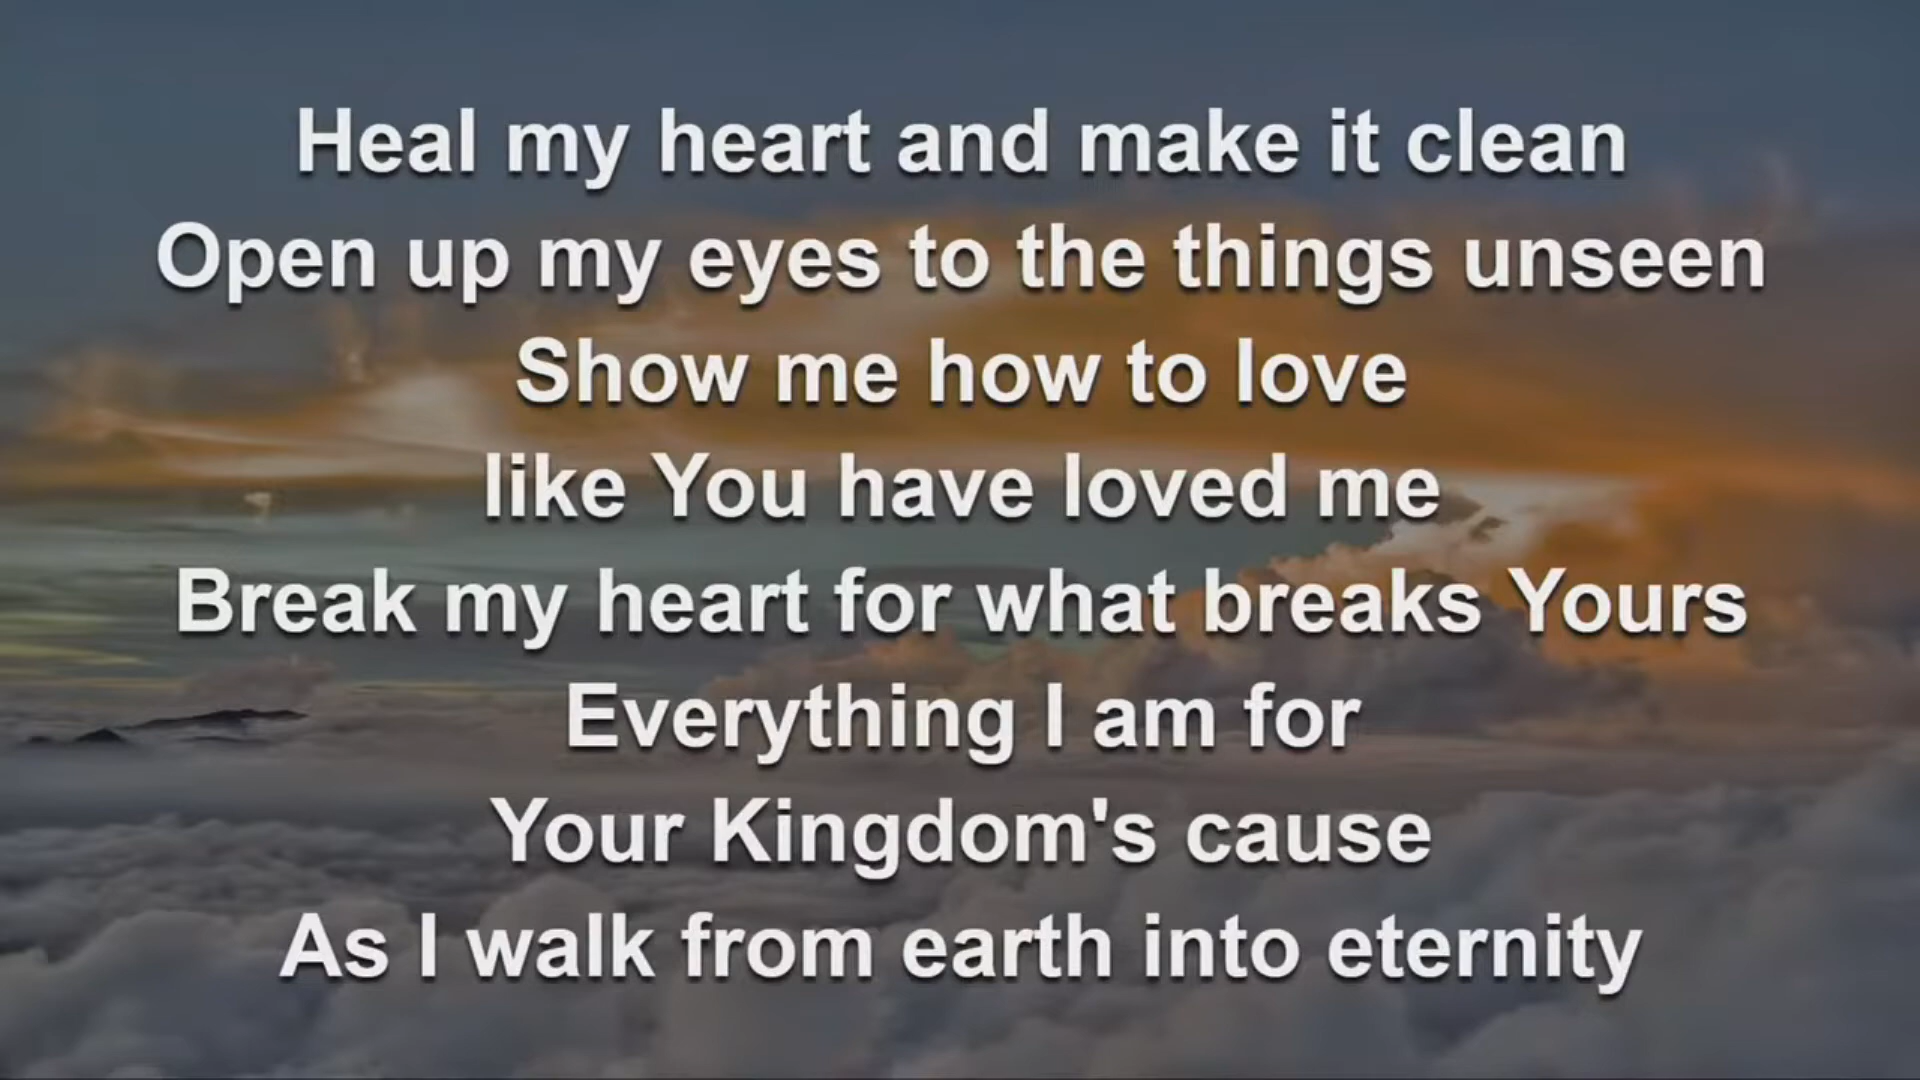 Heal my heart and make it clean
Open up my eyes to the things unseen
Show me how to love
like You have loved me
Break my heart for what breaks Yours
Everything I am for
Your Kingdom's cause
As I walk from earth into eternity